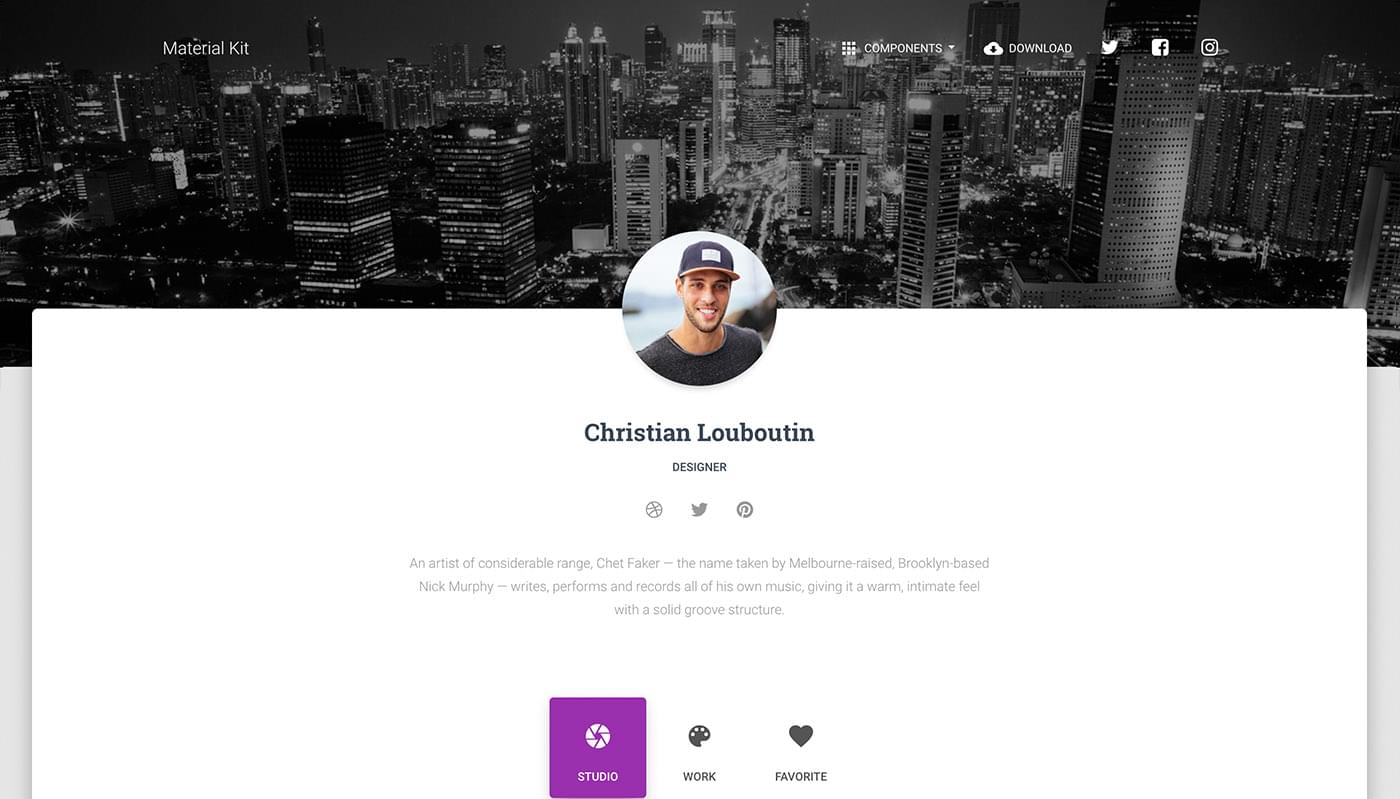 Material Kit
COMPONENTS
DOWNLOAD
Christian Louboutin
DESIGNER
An artist of considerable range, Chet Faker — the name taken by Melbourne-raised, Brooklyn-based
Nick Murphy — writes, performs and records all of his own music, giving it a warm, intimate feel
with a solid groove structure.
STUDIO
WORK
FAVORITE